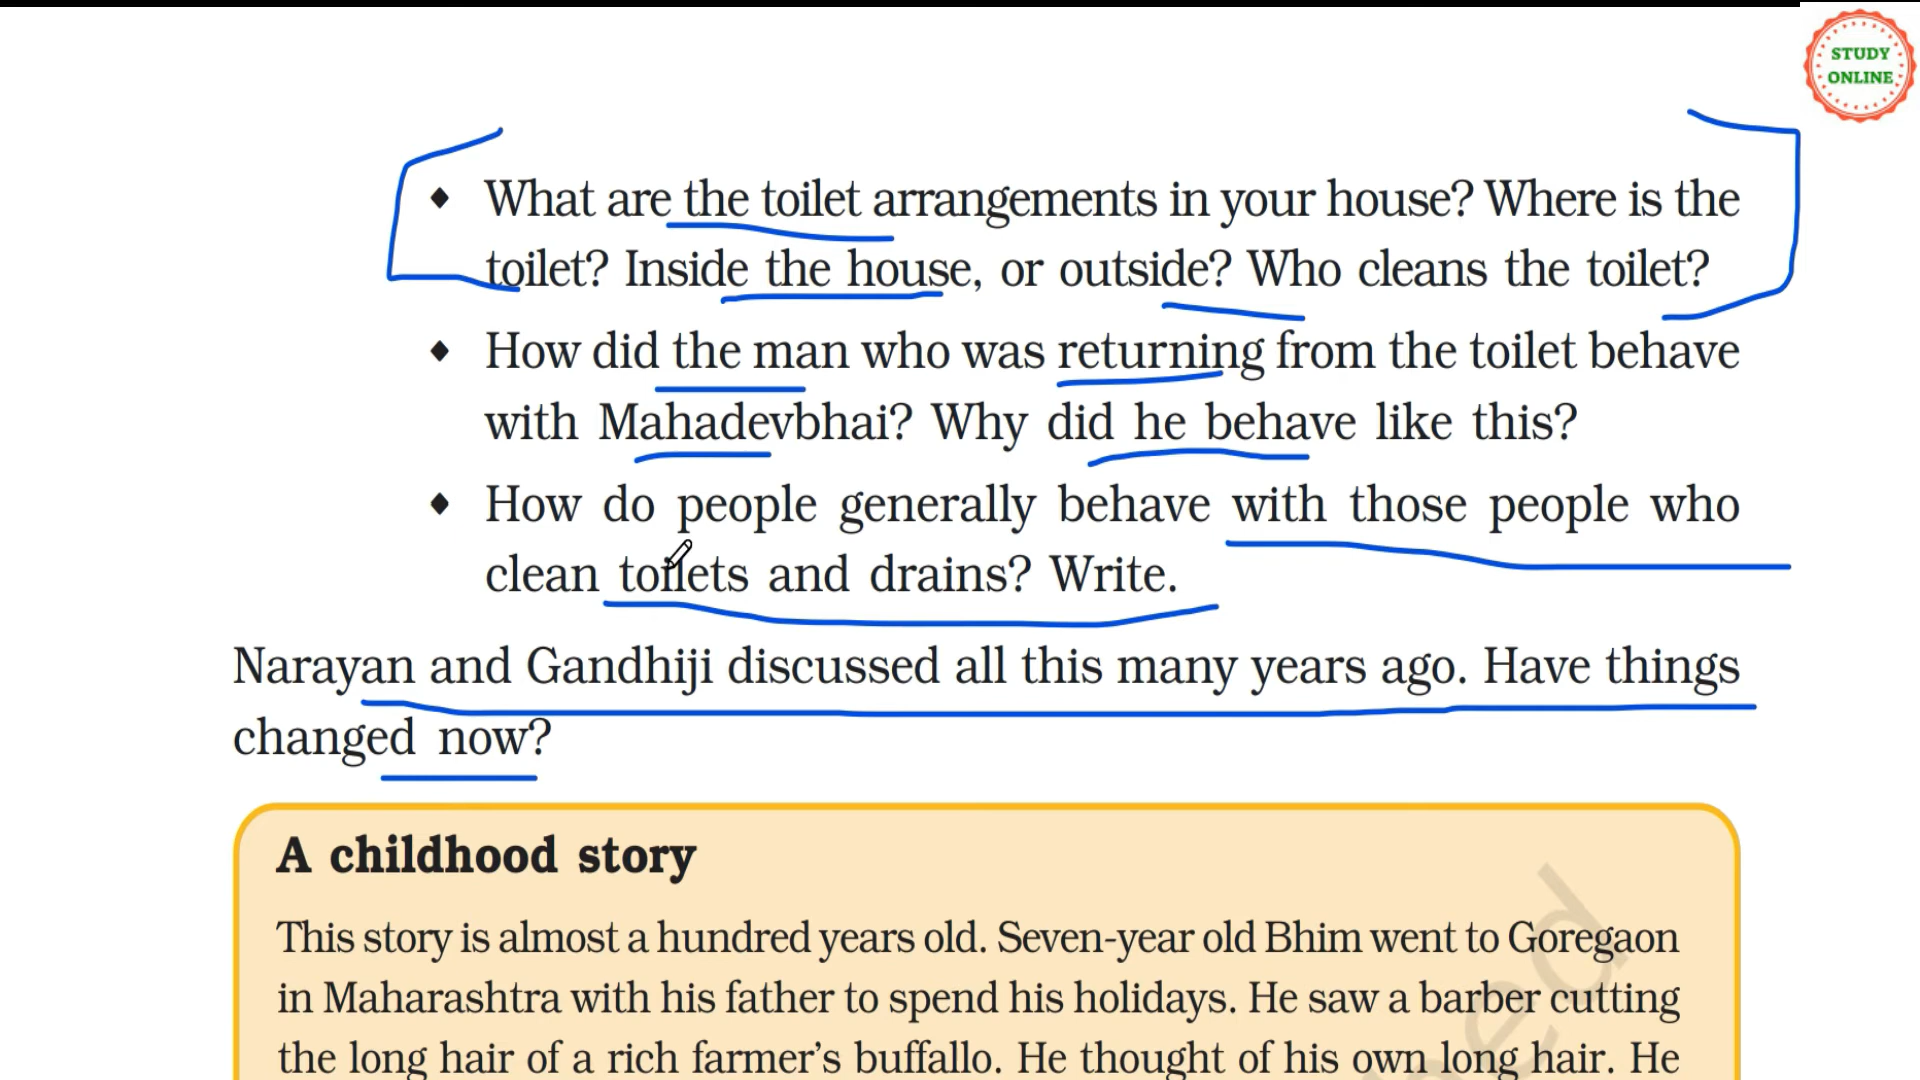 STUDY
ONLINE
♦ What are the toilet arrangements in your house? Where is the
toilet? Inside the house, or outside? Who cleans the toilet?
♦ How did the man who was returning from the toilet behave
with Mahadevbhai? Why did he behave like this?
♦ How do people generally behave with those people who
clean toilets and drains? Write.
Narayan and Gandhiji discussed all this many years ago. Have things
changed now?
A childhood story
This story is almost a hundred years old. Seven-year old Bhim went to Goregaon
in Maharashtra with his father to spend his holidays. He saw a barber cutting
the long hair of a rich farmer’s buffallo. He thought of his own long hair. He